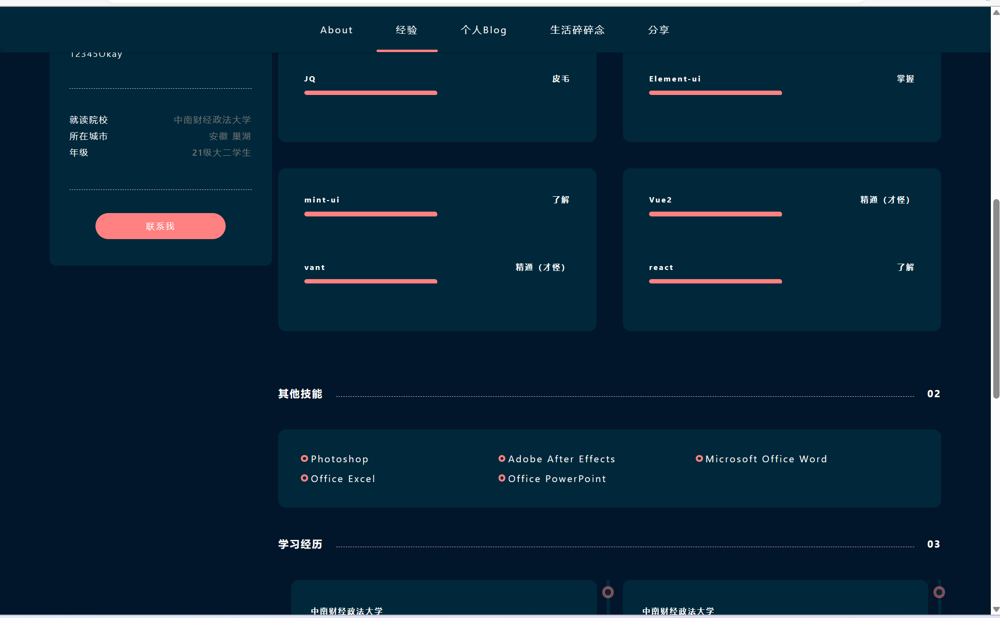 About 经验 个人Blog 生活碎碎念 分享
12345Okay
就读院校 中南财经政法大学
所在城市 安徽 巢湖
年级 21级大二学生
联系我
JQ 皮毛
Element-ui 掌握
mint-ui 了解
vant 精通（才怪）
Vue2 精通（才怪）
react 了解
其他技能 02
Photoshop Adobe After Effects Microsoft Office Word
Office Excel Office PowerPoint
学习经历 03
中南财经政法大学 中南财经政法大学